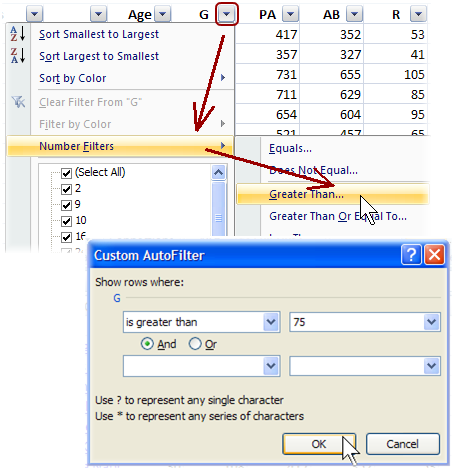 Age G PA AB R
Sort Smallest to Largest 417 352 53
Sort Largest to Smallest 357 327 41
Sort by Color 731 655 105
711 629 85
Clear Filter From "G"
Filter by Color 654 604 95
521 457 65
Number Filters Equals...
Does Not Equal...
(Select All)
2 Greater Than...
9
10 Greater Than Or Equal To...
16
Custom AutoFilter
Show rows where:
G
is greater than 75
And Or
Use ? to represent any single character
Use * to represent any series of characters
OK Cancel